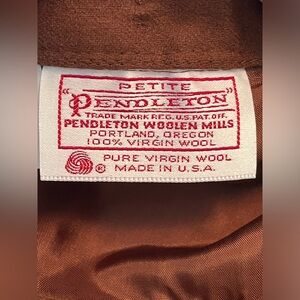 PETITE
"PENDLETON"
TRADE MARK REG. U.S. PAT. OFF.
PENDLETON WOOLEN MILLS
PORTLAND, OREGON
100% VIRGIN WOOL
PURE VIRGIN WOOL
® MADE IN U.S.A.